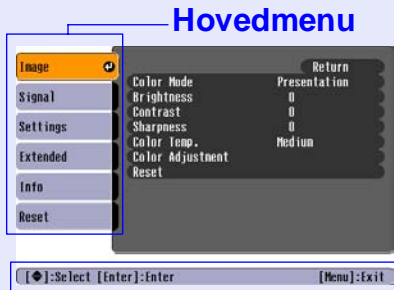 Hovedmenu
Image
Signal
Settings
Extended
Info
Reset
Return
Color Mode Presentation
Brightness 0
Contrast 0
Sharpness 0
Color Temp. Medium
Color Adjustment
Reset
[◆]:Select [Enter]:Enter [Menu]:Exit